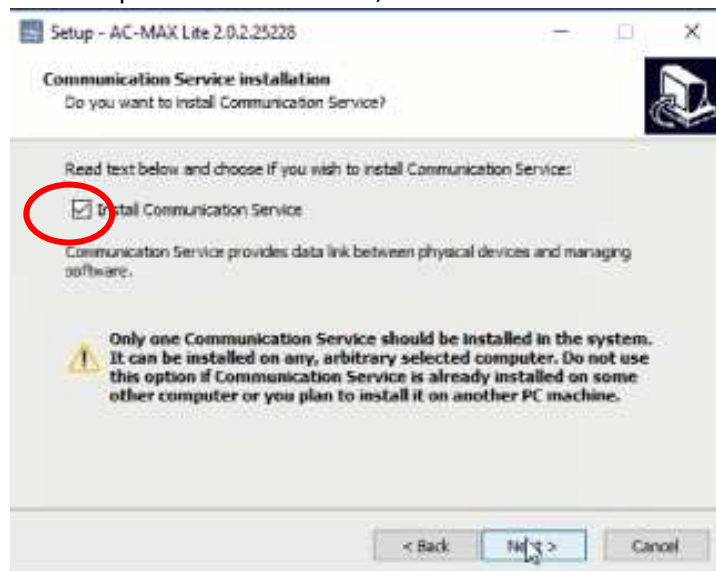 Setup - AC-MAX Lite 2.0.2.25228
Communication Service installation
Do you want to install Communication Service?
Read text below and choose if you wish to install Communication Service:
Install Communication Service
Communication Service provides data link between physical devices and managing
software.
Only one Communication Service should be installed in the system.
It can be installed on any, arbitrary selected computer. Do not use
this option if Communication Service is already installed on some
other computer or you plan to install it on another PC machine.
< Back
Next >
Cancel